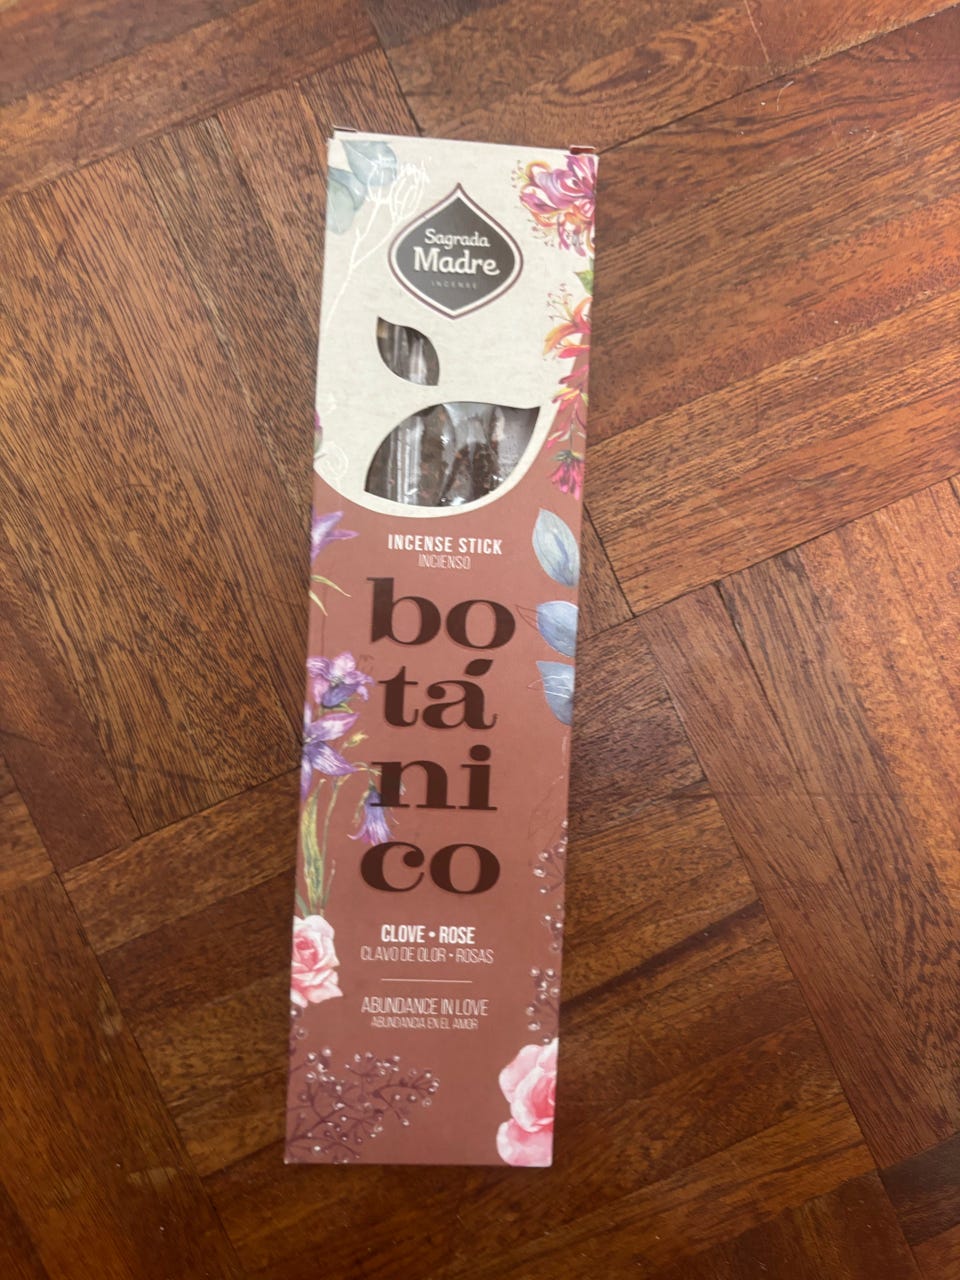 Sagrada
Madre
INCENSE
INCENSE STICK
INCIENSO
bo
tá
ni
co
CLOVE • ROSE
CLAVO DE OLOR • ROSAS
ABUNDANCE IN LOVE
ABUNDANCIA EN EL AMOR